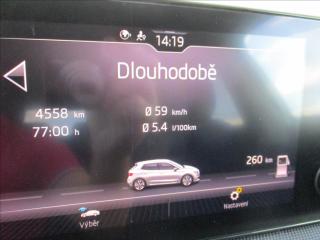 14:19
Dlouhodobě
4558 km Ø 59 km/h
77:00 h Ø 5.4 l/100km
260 km
Výběr Nastavení